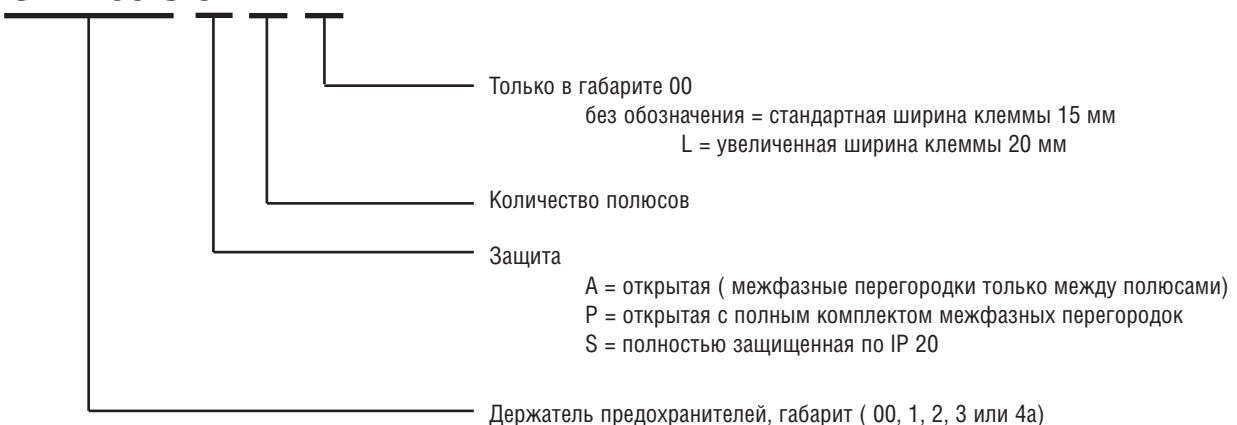 Только в габарите 00
без обозначения = стандартная ширина клеммы 15 мм
L = увеличенная ширина клеммы 20 мм
Количество полюсов
Защита
A = открытая ( межфазные перегородки только между полюсами)
P = открытая с полным комплектом межфазных перегородок
S = полностью защищенная по IP 20
Держатель предохранителей, габарит ( 00, 1, 2, 3 или 4а)